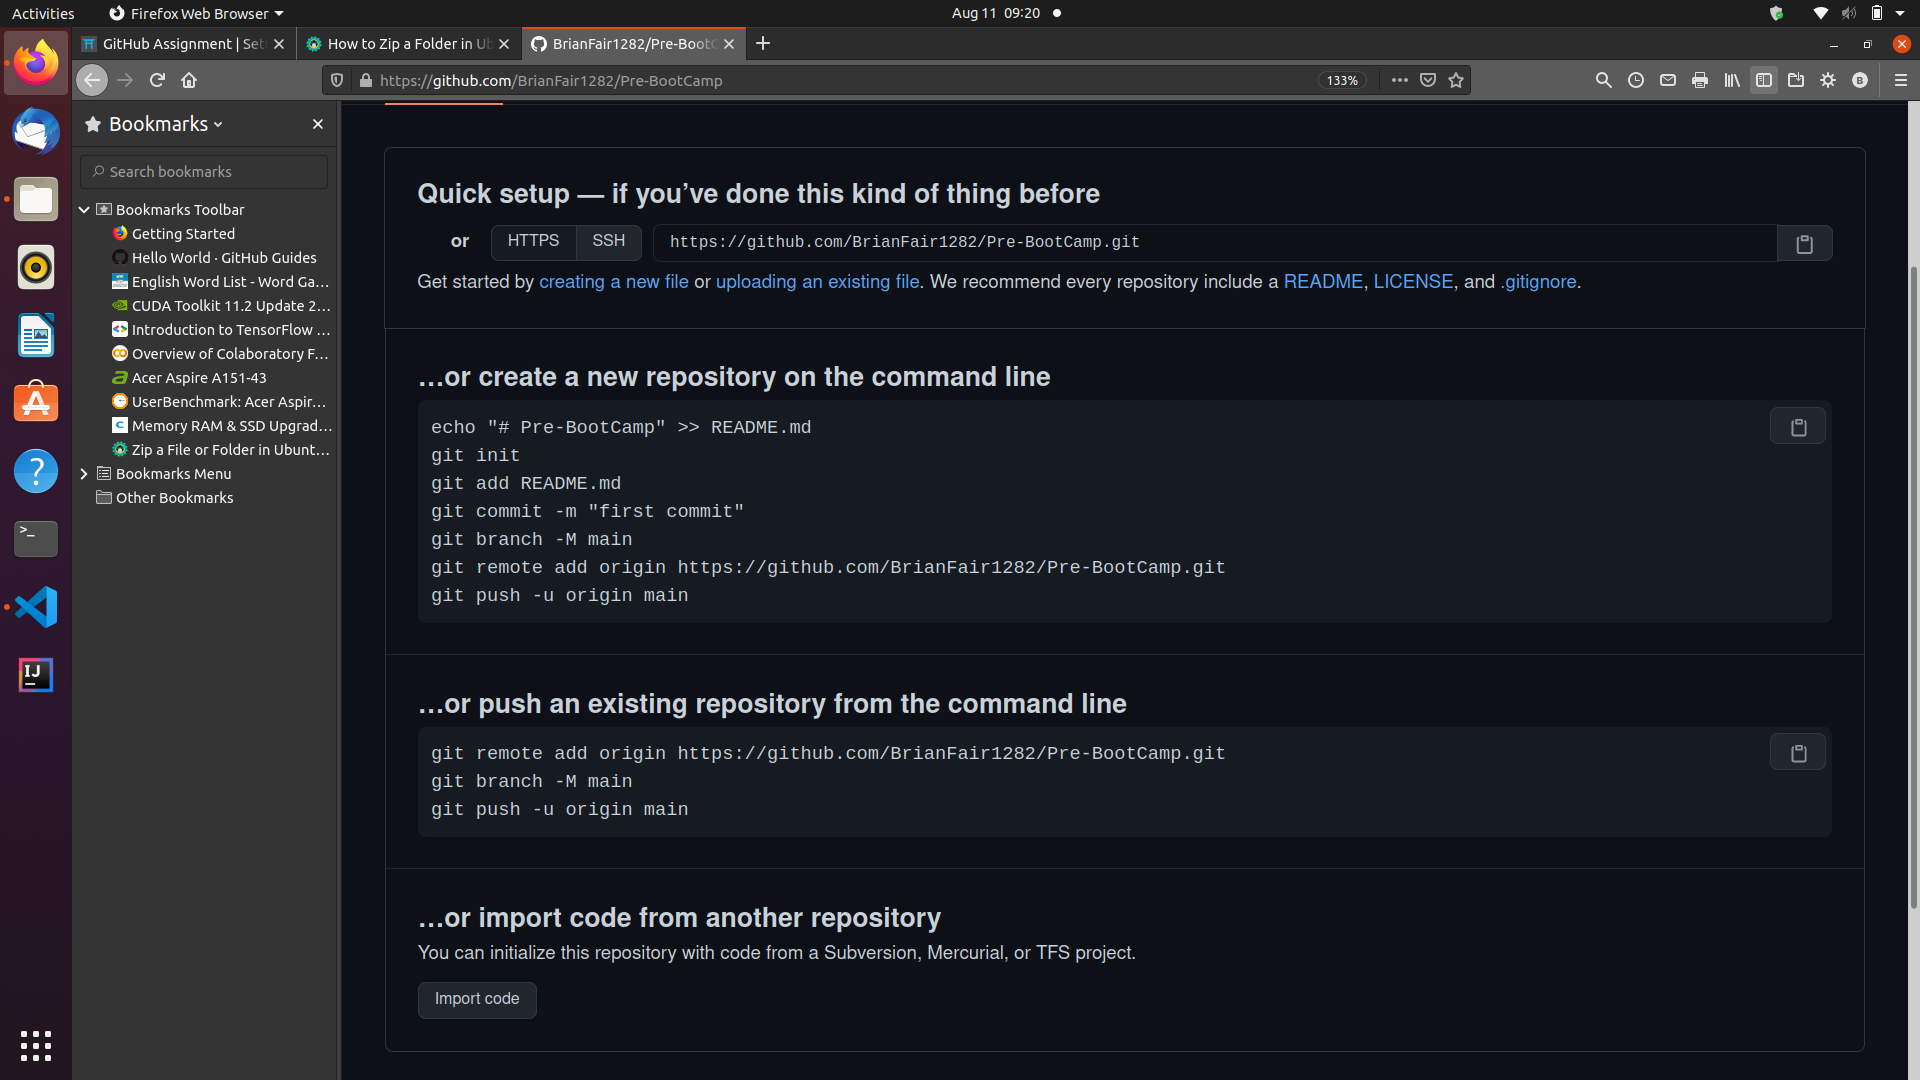 Activities
Firefox Web Browser
Aug 11 09:20
GitHub Assignment | Set
How to Zip a Folder in Ub
BrianFair1282/Pre-BootC
https://github.com/BrianFair1282/Pre-BootCamp
133%
B
Bookmarks
Search bookmarks
Bookmarks Toolbar
Getting Started
Hello World · GitHub Guides
English Word List - Word Ga…
CUDA Toolkit 11.2 Update 2…
Introduction to TensorFlow …
Overview of Colaboratory F…
Acer Aspire A151-43
UserBenchmark: Acer Aspir…
Memory RAM & SSD Upgrad…
Zip a File or Folder in Ubunt…
Bookmarks Menu
Other Bookmarks
Quick setup — if you’ve done this kind of thing before
or HTTPS SSH https://github.com/BrianFair1282/Pre-BootCamp.git
Get started by creating a new file or uploading an existing file. We recommend every repository include a README, LICENSE, and .gitignore.
…or create a new repository on the command line
echo "# Pre-BootCamp" >> README.md
git init
git add README.md
git commit -m "first commit"
git branch -M main
git remote add origin https://github.com/BrianFair1282/Pre-BootCamp.git
git push -u origin main
…or push an existing repository from the command line
git remote add origin https://github.com/BrianFair1282/Pre-BootCamp.git
git branch -M main
git push -u origin main
…or import code from another repository
You can initialize this repository with code from a Subversion, Mercurial, or TFS project.
Import code
IJ